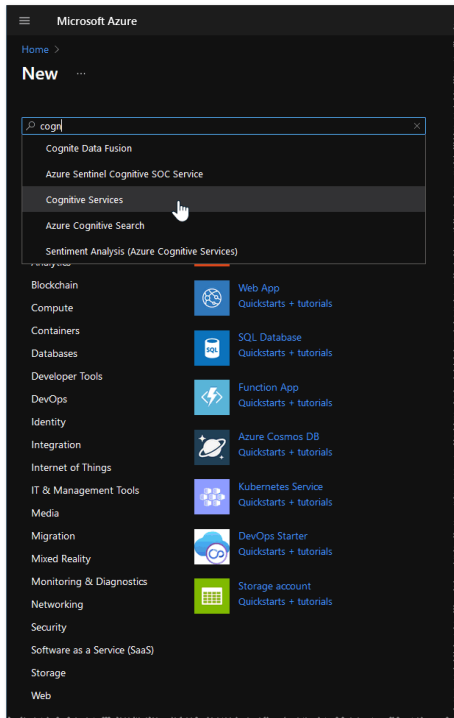 Microsoft Azure
Home >
New ...
cogn
Cognite Data Fusion
Azure Sentinel Cognitive SOC Service
Cognitive Services
Azure Cognitive Search
Sentiment Analysis (Azure Cognitive Services)
Analytics
Blockchain
Compute
Containers
Databases
Developer Tools
DevOps
Identity
Integration
Internet of Things
IT & Management Tools
Media
Migration
Mixed Reality
Monitoring & Diagnostics
Networking
Security
Software as a Service (SaaS)
Storage
Web
Web App
Quickstarts + tutorials
SQL
SQL Database
Quickstarts + tutorials
Function App
Quickstarts + tutorials
Azure Cosmos DB
Quickstarts + tutorials
Kubernetes Service
Quickstarts + tutorials
DevOps Starter
Quickstarts + tutorials
Storage account
Quickstarts + tutorials